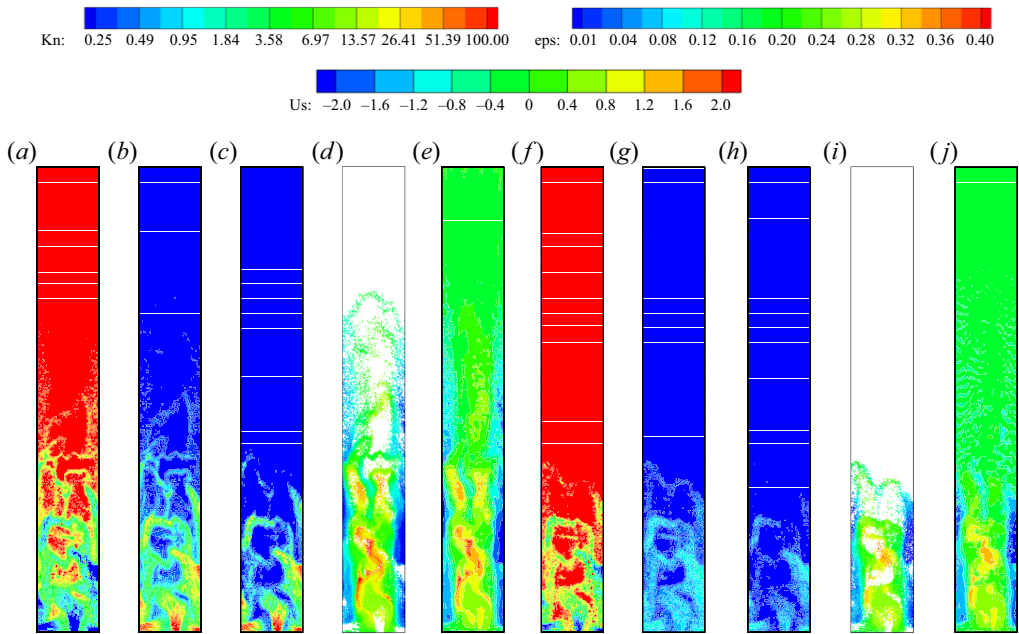 Kn: 0.25 0.49 0.95 1.84 3.58 6.97 13.57 26.41 51.39 100.00
eps: 0.01 0.04 0.08 0.12 0.16 0.20 0.24 0.28 0.32 0.36 0.40
Us: −2.0 −1.6 −1.2 −0.8 −0.4 0 0.4 0.8 1.2 1.6 2.0
(a) (b) (c) (d) (e) (f) (g) (h) (i) (j)